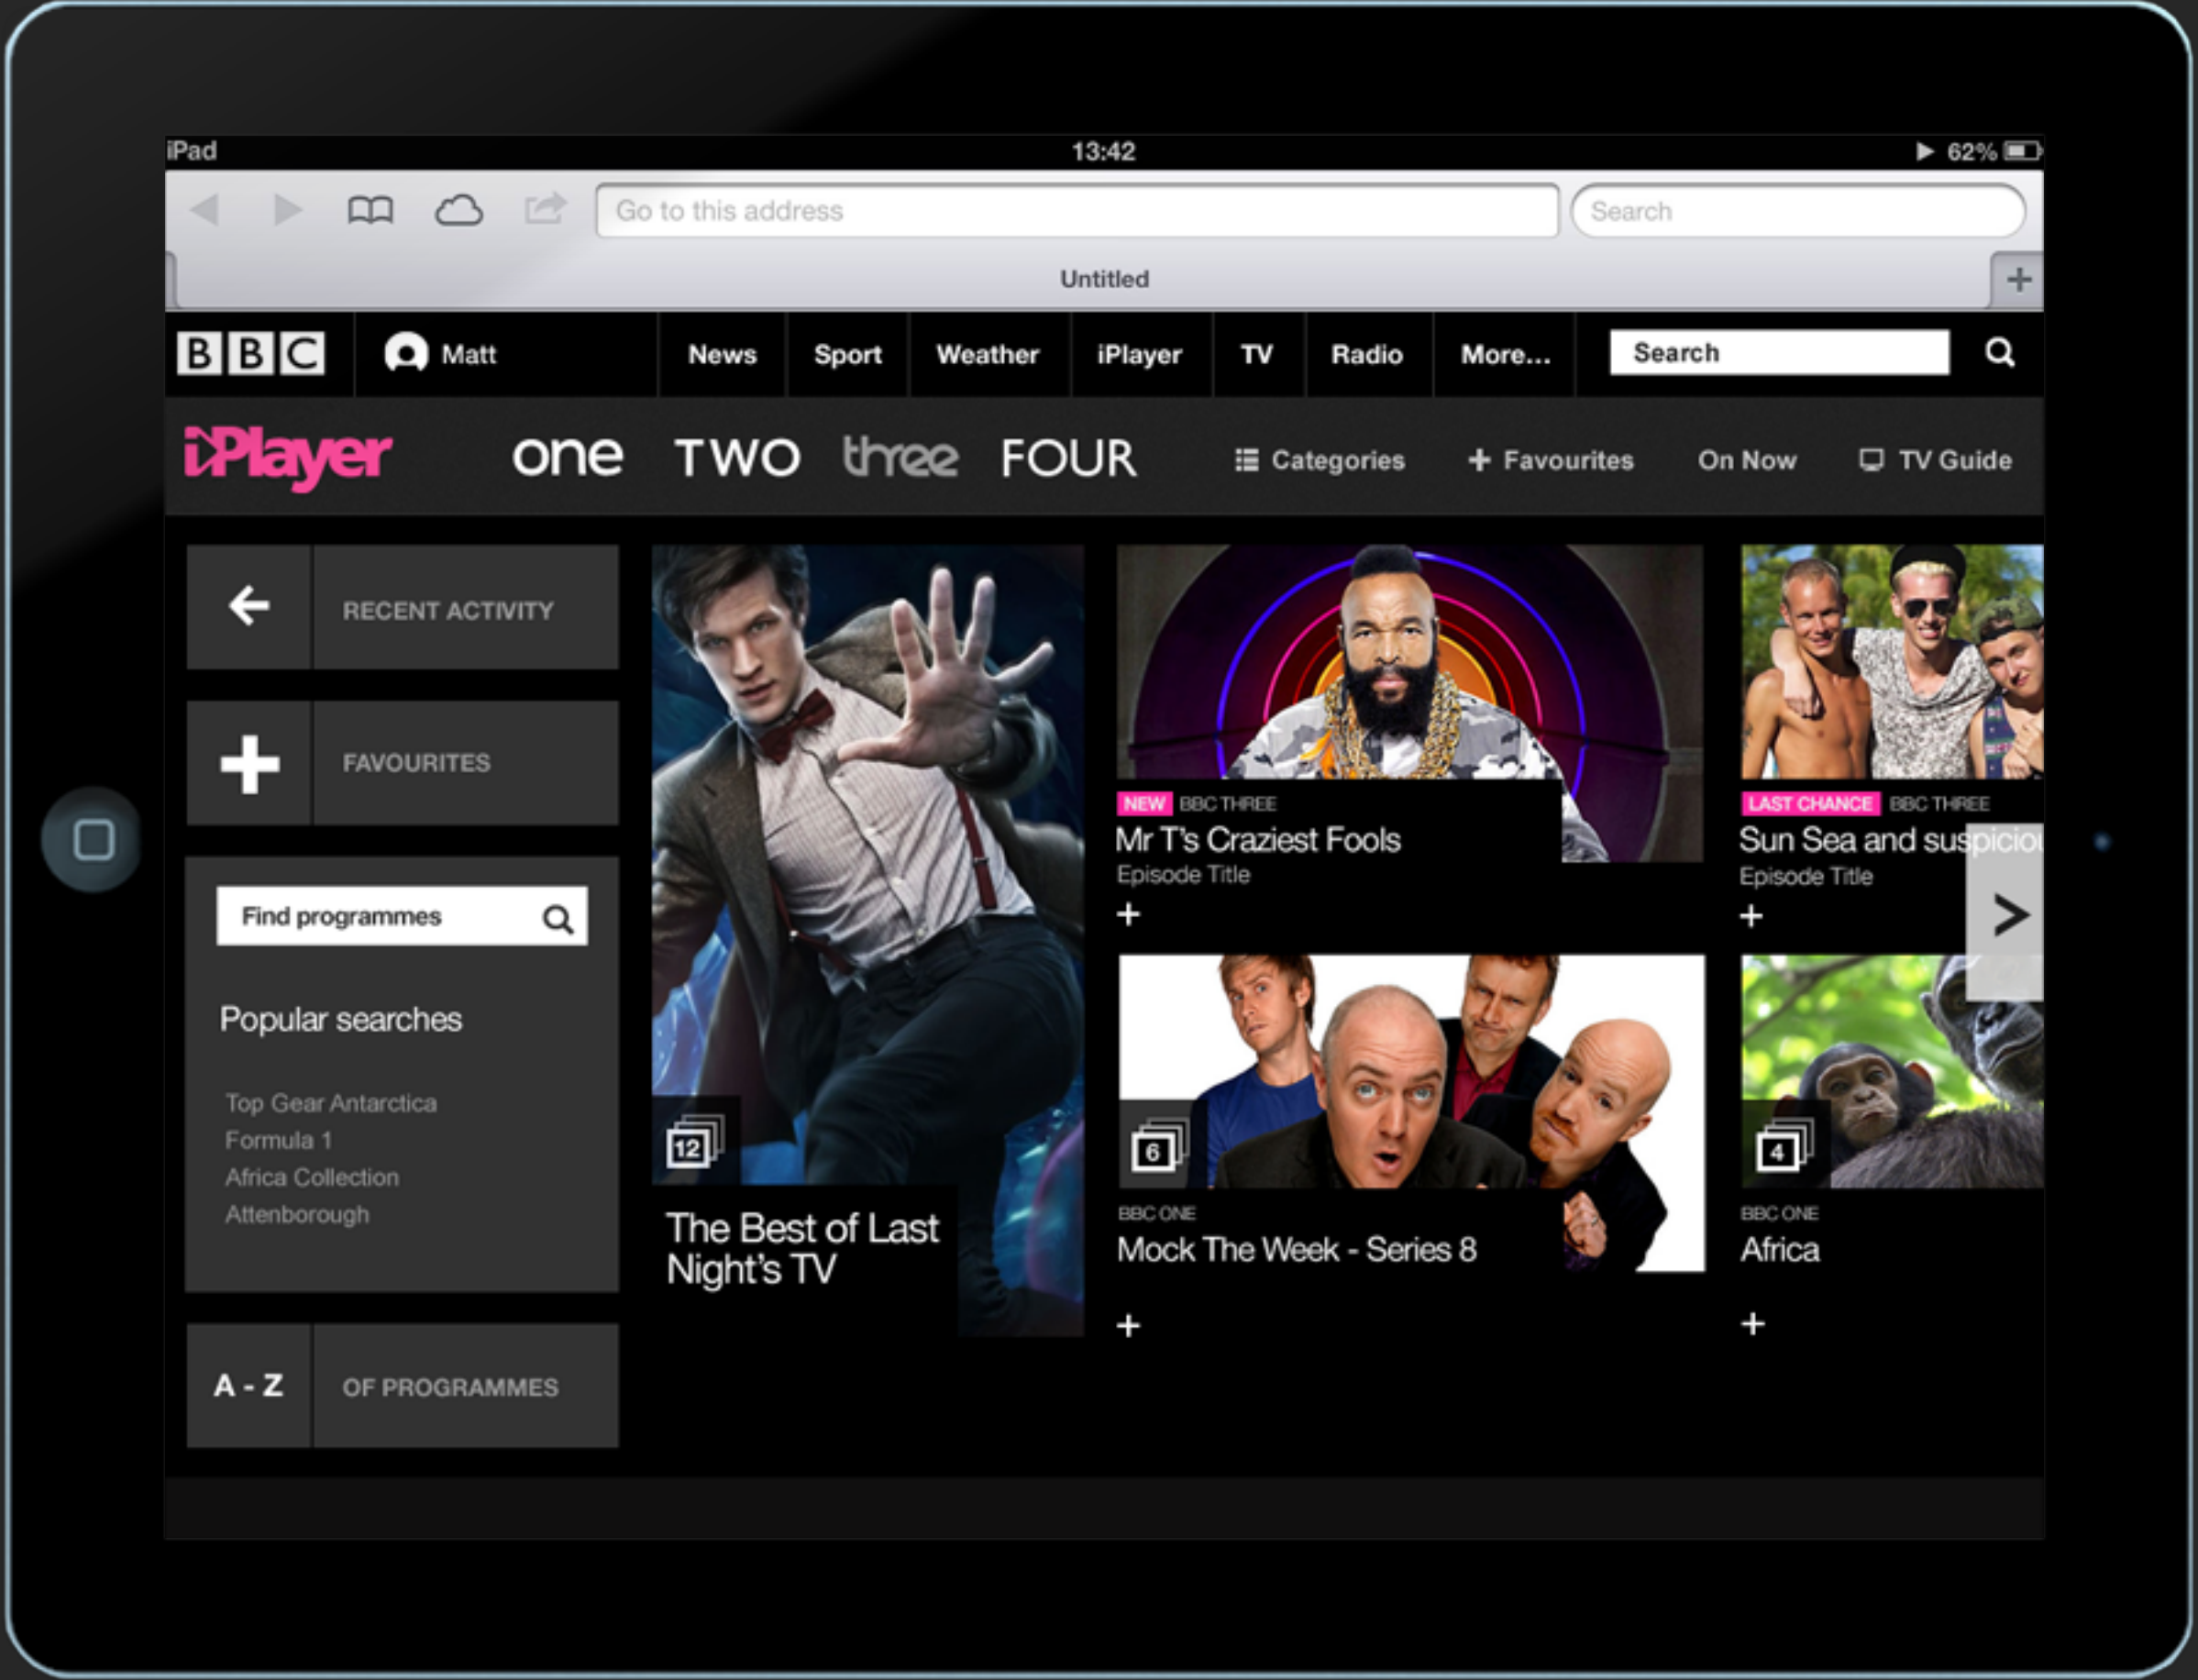 iPad
13:42
62%
Go to this address
Search
Untitled
BBC
Matt
News
Sport
Weather
iPlayer
TV
Radio
More...
Search
iPlayer
one
TWO
three
FOUR
Categories
Favourites
On Now
TV Guide
RECENT ACTIVITY
FAVOURITES
Find programmes
Popular searches
Top Gear Antarctica
Formula 1
Africa Collection
Attenborough
A - Z
OF PROGRAMMES
12
The Best of Last
Night's TV
NEW BBC THREE
Mr T's Craziest Fools
Episode Title
+
6
BBC ONE
Mock The Week - Series 8
+
LAST CHANCE BBC THREE
Sun Sea and
Episode Title
+
4
BBC ONE
Africa
+